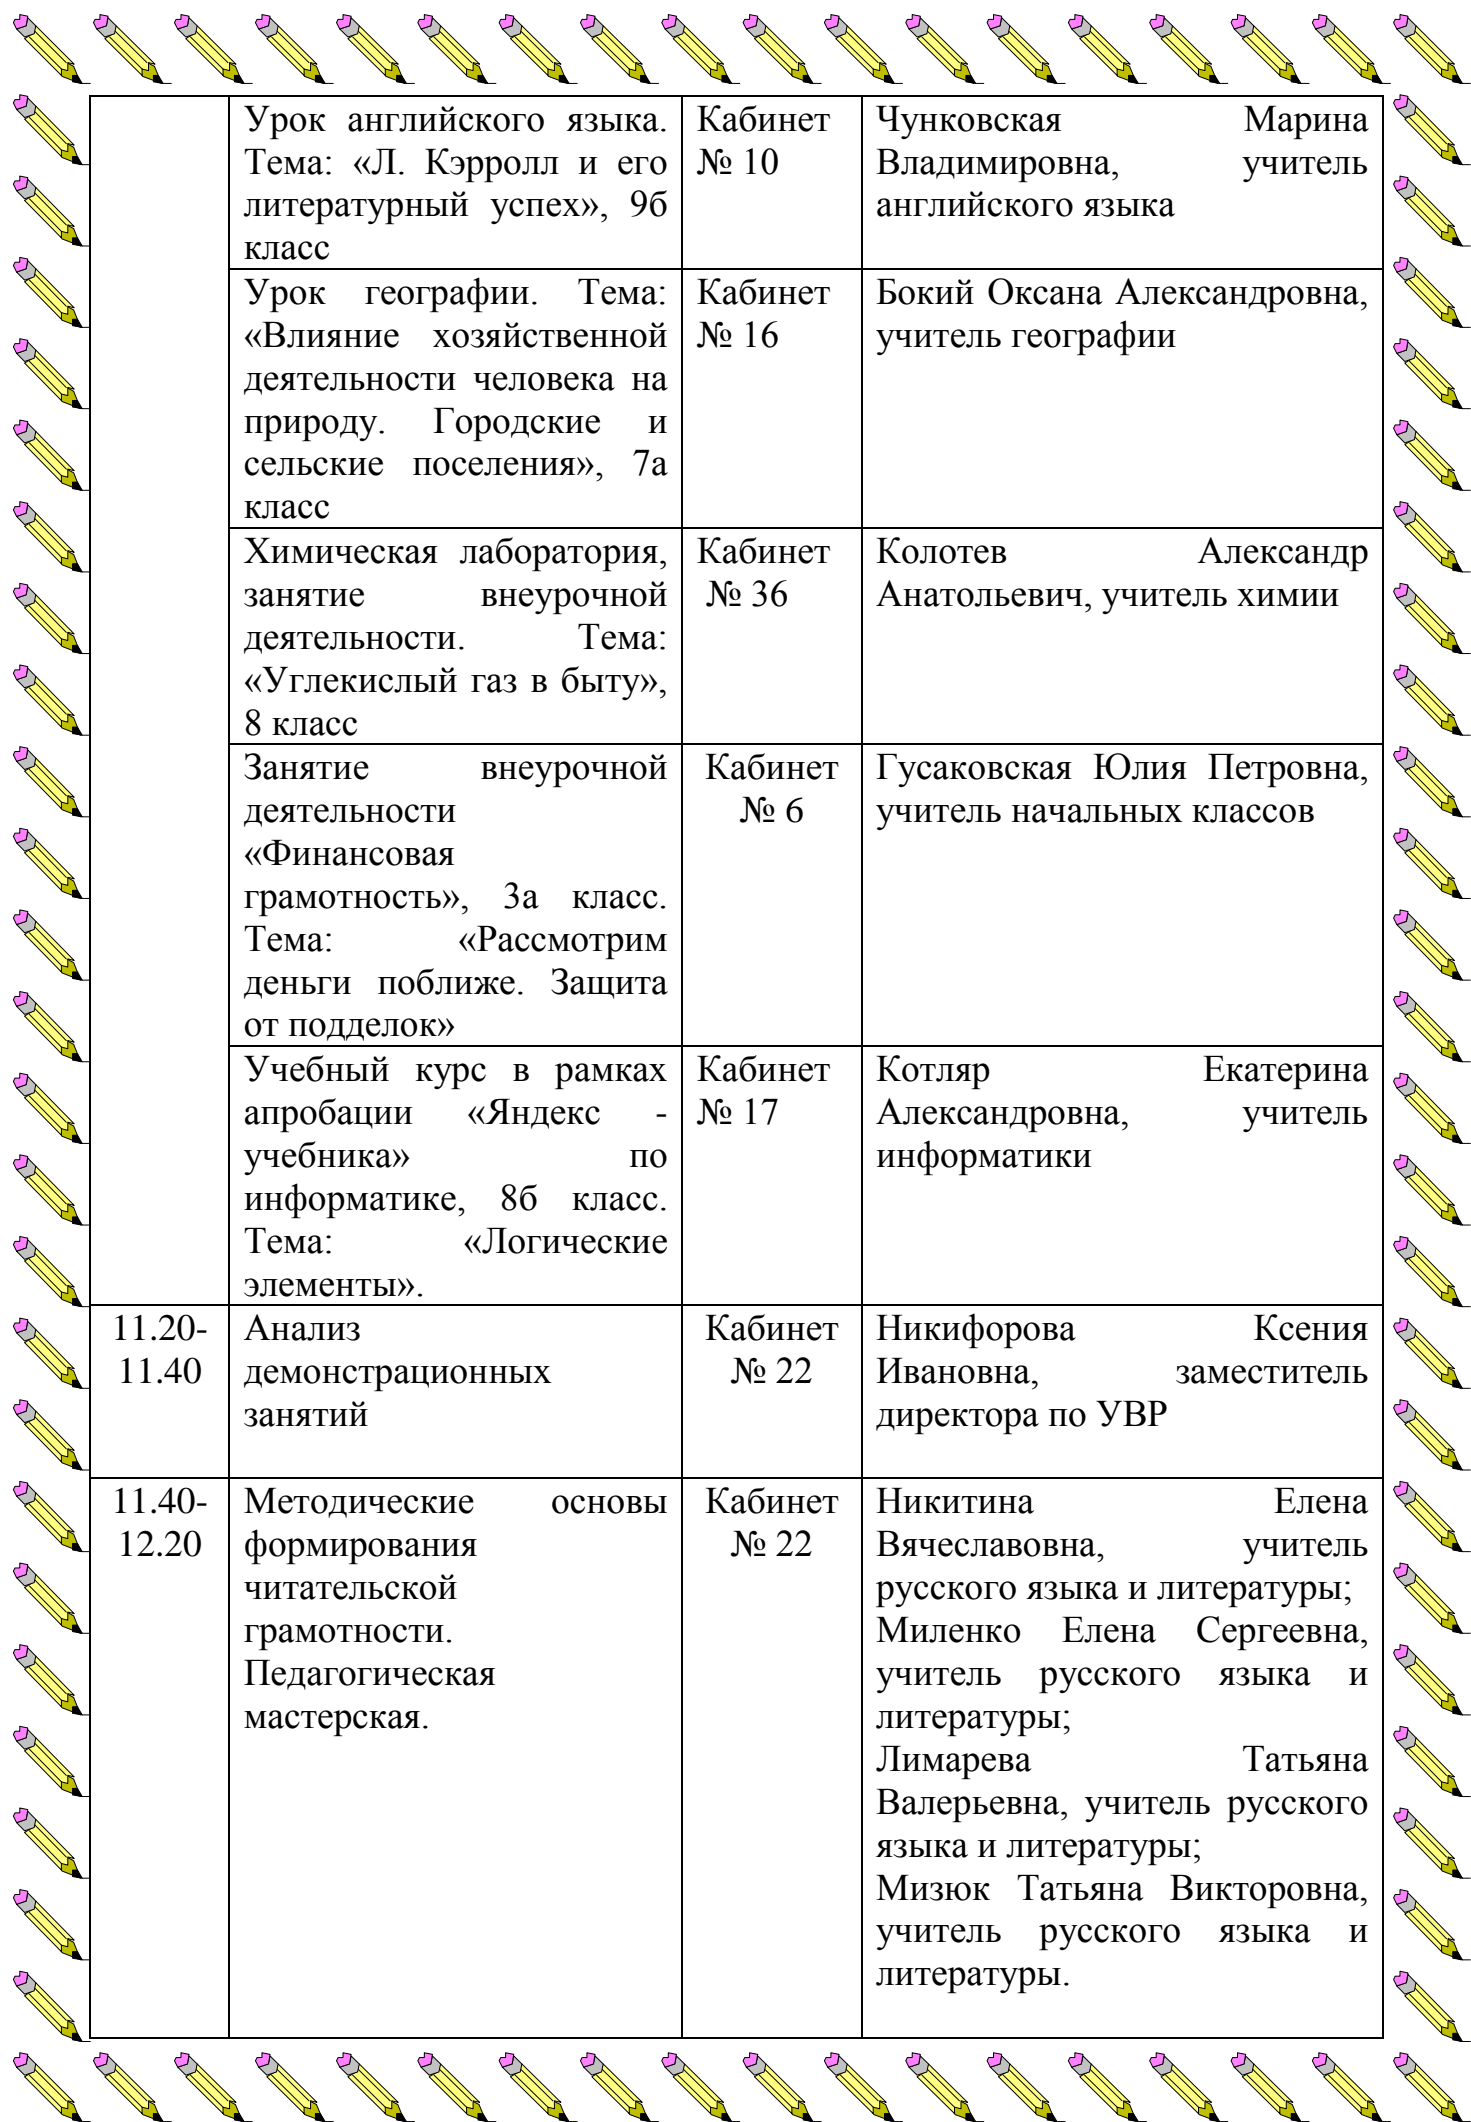 Урок английского языка.
Тема: «Л. Кэрролл и его
литературный успех», 9б
класс
Кабинет
№ 10
Чунковская Марина
Владимировна, учитель
английского языка
Урок географии. Тема:
«Влияние хозяйственной
деятельности человека на
природу. Городские и
сельские поселения», 7а
класс
Кабинет
№ 16
Бокий Оксана Александровна,
учитель географии
Химическая лаборатория,
занятие внеурочной
деятельности. Тема:
«Углекислый газ в быту»,
8 класс
Кабинет
№ 36
Колотев Александр
Анатольевич, учитель химии
Занятие внеурочной
деятельности
«Финансовая
грамотность», 3а класс.
Тема: «Рассмотрим
деньги поближе. Защита
от подделок»
Кабинет
№ 6
Гусаковская Юлия Петровна,
учитель начальных классов
Учебный курс в рамках
апробации «Яндекс -
учебника» по
информатике, 8б класс.
Тема: «Логические
элементы».
Кабинет
№ 17
Котляр Екатерина
Александровна, учитель
информатики
11.20-
11.40
Анализ
демонстрационных
занятий
Кабинет
№ 22
Никифорова Ксения
Ивановна, заместитель
директора по УВР
11.40-
12.20
Методические основы
формирования
читательской
грамотности.
Педагогическая
мастерская.
Кабинет
№ 22
Никитина Елена
Вячеславовна, учитель
русского языка и литературы;
Миленко Елена Сергеевна,
учитель русского языка и
литературы;
Лимарева Татьяна
Валерьевна, учитель русского
языка и литературы;
Мизюк Татьяна Викторовна,
учитель русского языка и
литературы.